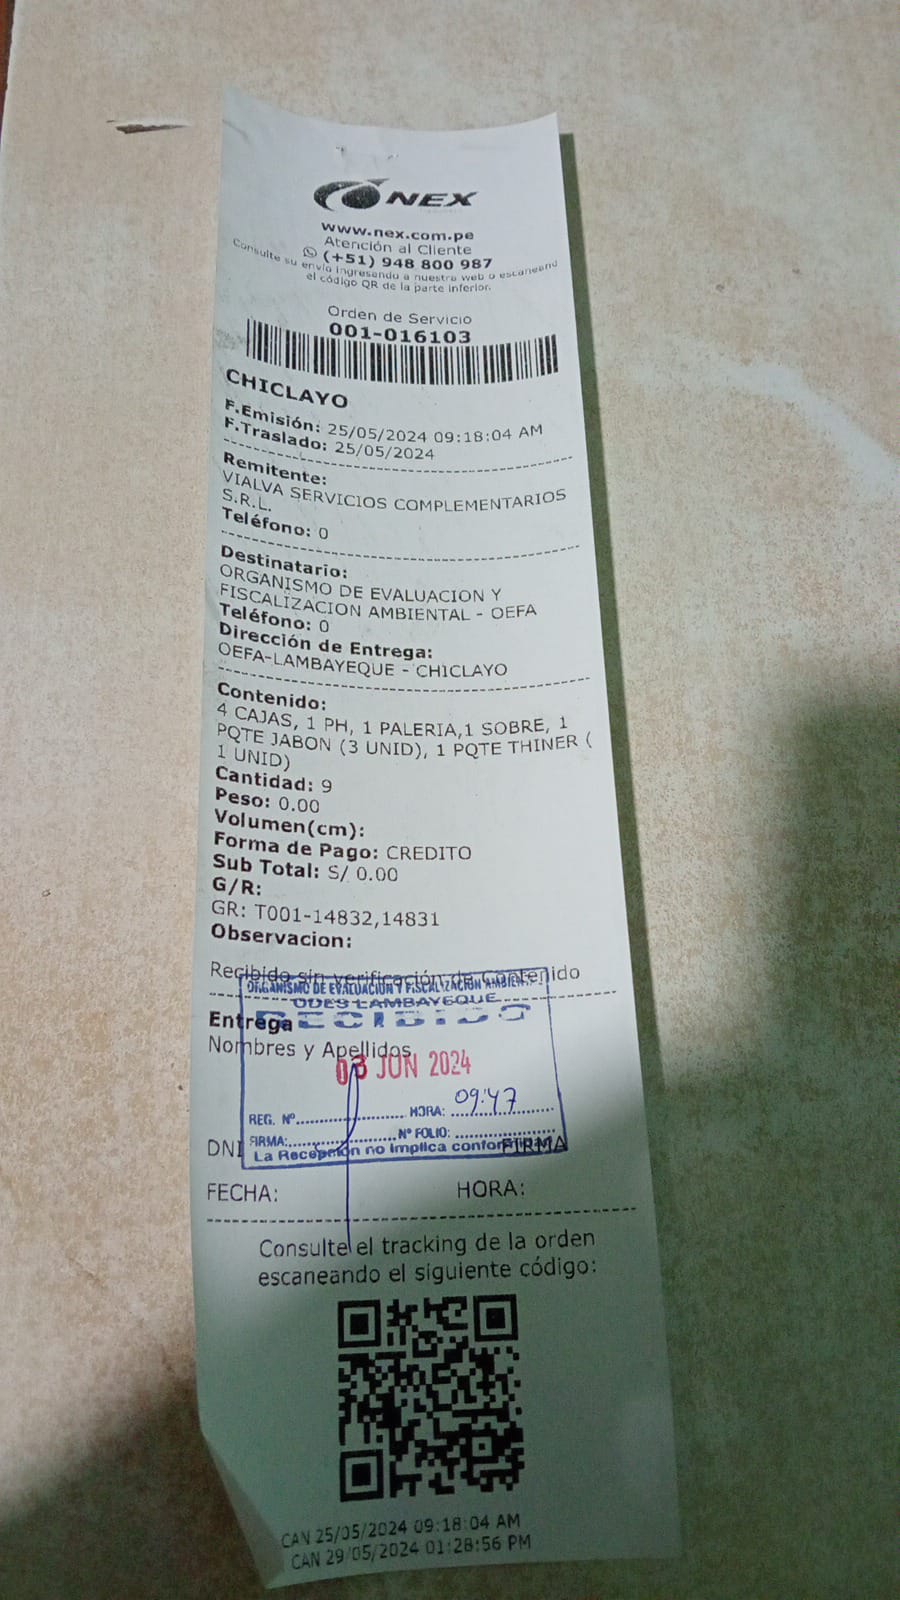 NEX
www.nex.com.pe
Atención al Cliente
(+51) 948 800 987
Consulte su envío ingresando a nuestra web o escaneand
el código QR de la parte inferior.
Orden de Servicio
001-016103
CHICLAYO
F.Emisión: 25/05/2024 09:18:04 AM
F.Traslado: 25/05/2024
Remitente:
VIALVA SERVICIOS COMPLEMENTARIOS
S.R.L.
Teléfono: 0
Destinatario:
ORGANISMO DE EVALUACION Y
FISCALIZACION AMBIENTAL - OEFA
Teléfono: 0
Dirección de Entrega:
OEFA-LAMBAYEQUE - CHICLAYO
Contenido:
4 CAJAS, 1 PH, 1 PALERIA,1 SOBRE, 1
PQTE JABON (3 UNID), 1 PQTE THINER (
1 UNID)
Cantidad: 9
Peso: 0.00
Volumen(cm):
Forma de Pago: CREDITO
Sub Total: S/ 0.00
G/R:
GR: T001-14832,14831
Observacion:
Recibido sin verificación de Contenido
ORGANISMO DE EVALUACIÓN Y FISCALIZACIÓN AMBIEN
ODES LAMBAYEQUE
Entrega
RECIBIDO
Nombres y Apellidos
03 JUN 2024
REG. Nº HORA: 09:47
FIRMA: Nº FOLIO:
DNI
FIRMA
La Recepción no implica
FECHA: HORA:
Consulte el tracking de la orden
escaneando el siguiente código:
CAN 25/05/2024 09:18:04 AM
CAN 29/05/2024 01:28:56 PM